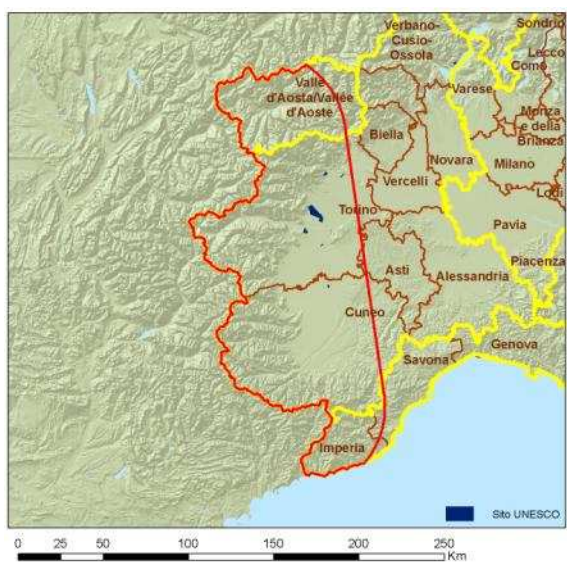 Sondrio
Verbano-
Cusio-
Ossola
Lecco
Como
Valle
d'Aosta/Vallée
d'Aoste
Varese
Monza
e della
Brianza
Biella
Novara
Milano
Vercelli
Lodi
Torino
Pavia
Piacenza
Asti
Alessandria
Cuneo
Genova
Savona
Imperia
Sito UNESCO
0 25 50 100 150 200 250
Km